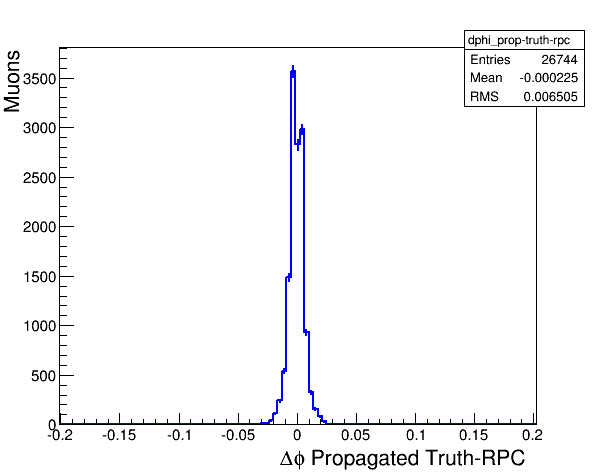 dphi_prop-truth-rpc
Entries 26744
Mean -0.000225
RMS 0.006505
Muons
3500
3000
2500
2000
1500
1000
500
0
-0.2 -0.15 -0.1 -0.05 0 0.05 0.1 0.15 0.2
Δϕ Propagated Truth-RPC